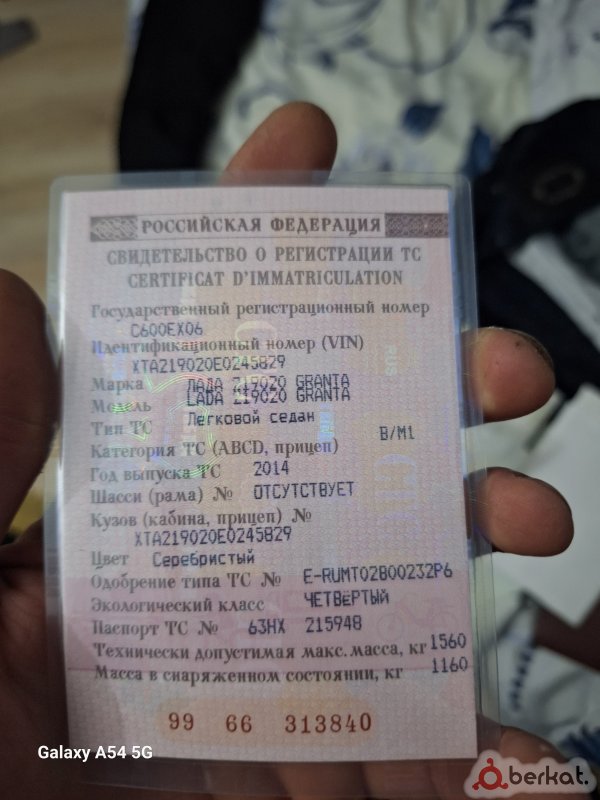 РОССИЙСКАЯ ФЕДЕРАЦИЯ
СВИДЕТЕЛЬСТВО О РЕГИСТРАЦИИ ТС
CERTIFICAT D'IMMATRICULATION
Государственный регистрационный номер
С600ЕХ06
Идентификационный номер (VIN)
XTA219020E0245829
Марка ЛАДА 219020 GRANTA
Модель LADA 219020 GRANTA
Тип ТС Легковой седан
Категория ТС (ABCD, прицеп) B/M1
Год выпуска ТС 2014
Шасси (рама) № ОТСУТСТВУЕТ
Кузов (кабина, прицеп) №
XTA219020E0245829
Цвет Серебристый
Одобрение типа ТС № E-RUMT02B00232P6
Экологический класс ЧЕТВЁРТЫЙ
Паспорт ТС № 63НХ 215948
Технически допустимая макс. масса, кг 1560
Масса в снаряженном состоянии, кг 1160
99 66 313840
Galaxy A54 5G
berkat.